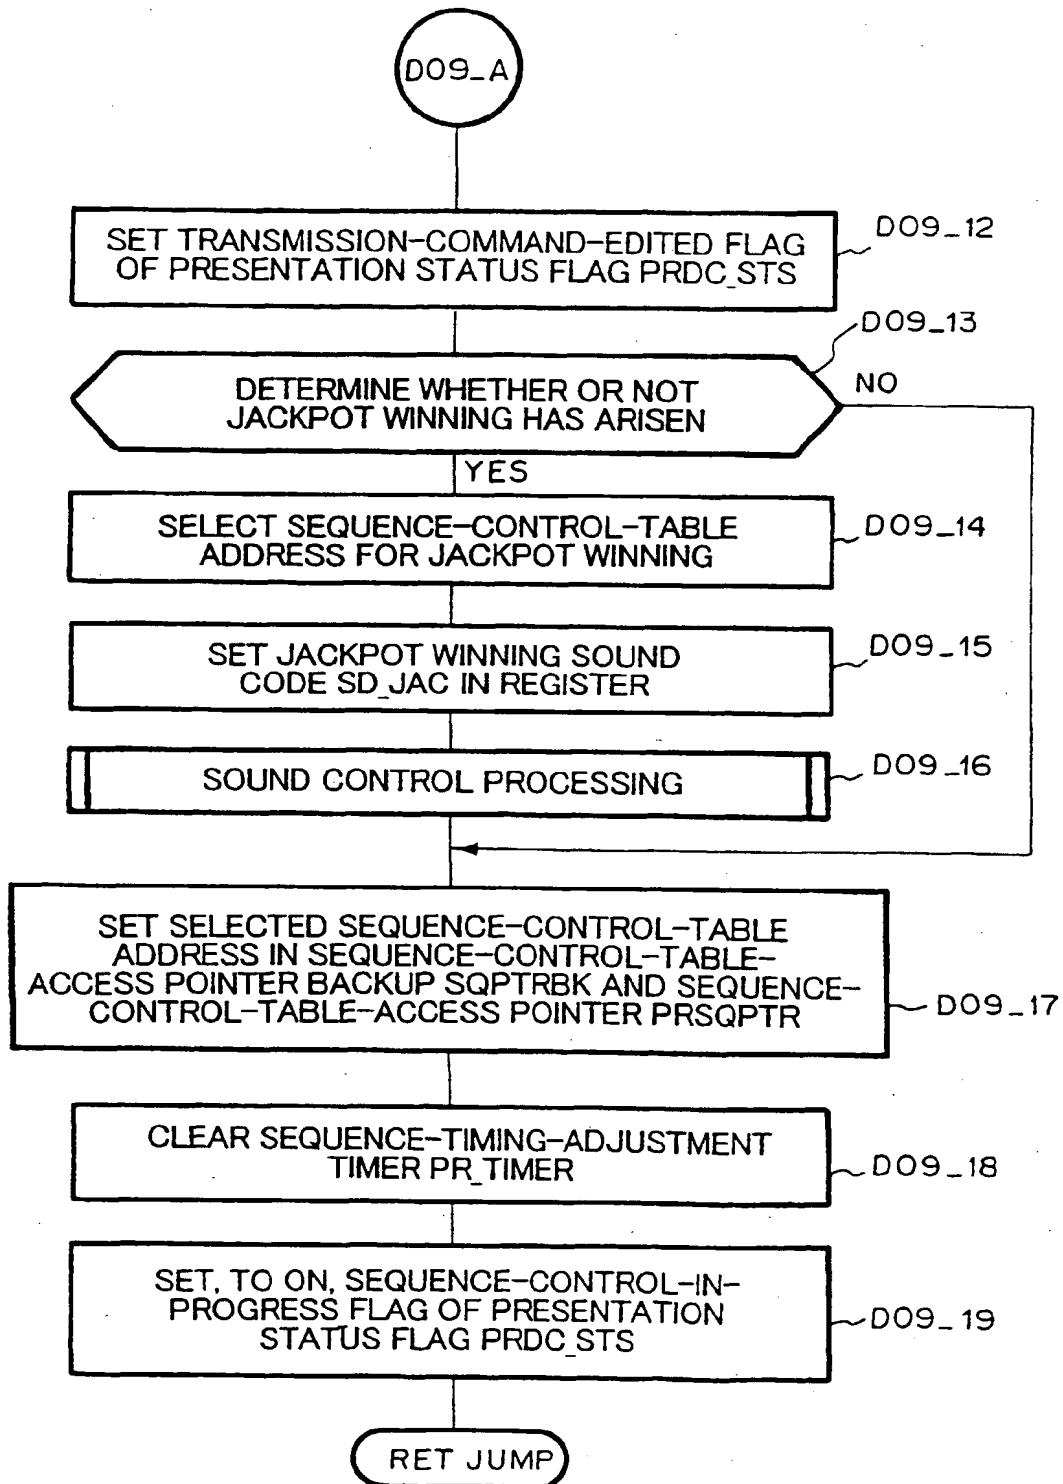 D09_A
SET TRANSMISSION-COMMAND-EDITED FLAG
OF PRESENTATION STATUS FLAG PRDC_STS
D09_12
D09_13
DETERMINE WHETHER OR NOT
JACKPOT WINNING HAS ARISEN
NO
YES
SELECT SEQUENCE-CONTROL-TABLE
ADDRESS FOR JACKPOT WINNING
D09_14
SET JACKPOT WINNING SOUND
CODE SD_JAC IN REGISTER
D09_15
SOUND CONTROL PROCESSING
D09_16
SET SELECTED SEQUENCE-CONTROL-TABLE
ADDRESS IN SEQUENCE-CONTROL-TABLE-
ACCESS POINTER BACKUP SQPTRBK AND SEQUENCE-
CONTROL-TABLE-ACCESS POINTER PRSQPTR
D09_17
CLEAR SEQUENCE-TIMING-ADJUSTMENT
TIMER PR_TIMER
D09_18
SET, TO ON, SEQUENCE-CONTROL-IN-
PROGRESS FLAG OF PRESENTATION
STATUS FLAG PRDC_STS
D09_19
RET JUMP